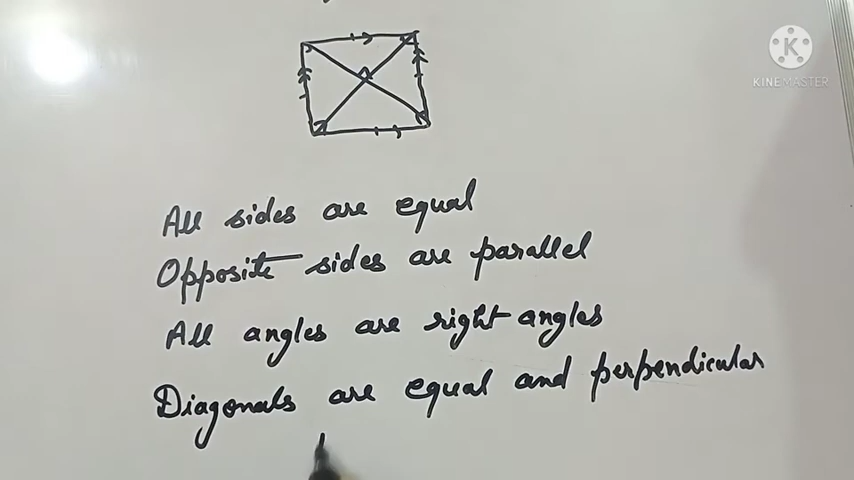 K
KINEMASTER
All sides are equal
Opposite sides are parallel
All angles are right angles
Diagonals are equal and perpendicular